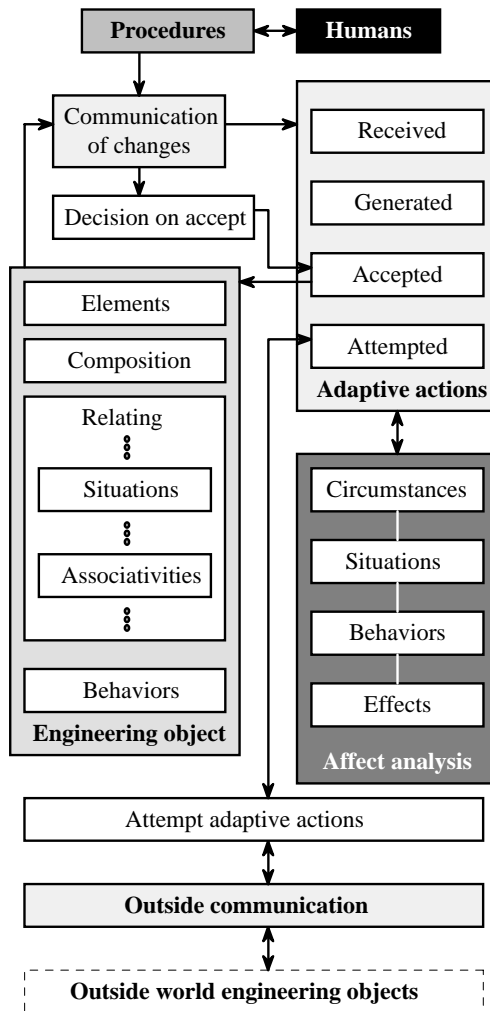 Procedures
Humans
Communication
of changes
Decision on accept
Received
Generated
Accepted
Attempted
Adaptive actions
Elements
Composition
Relating
Situations
Associativities
Behaviors
Engineering object
Circumstances
Situations
Behaviors
Effects
Affect analysis
Attempt adaptive actions
Outside communication
Outside world engineering objects